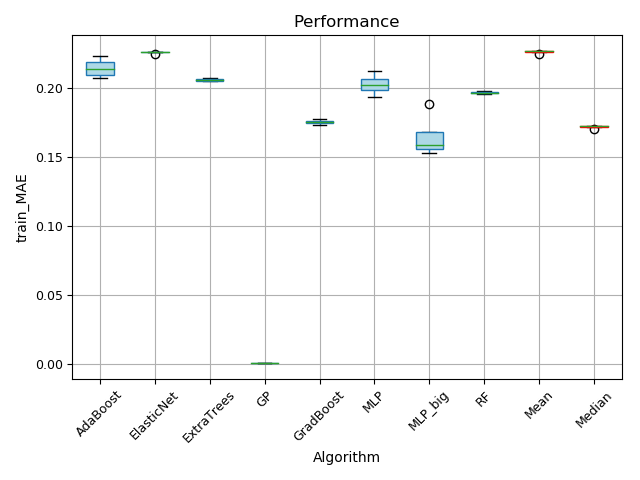 Performance
train_MAE
0.20
0.15
0.10
0.05
0.00
AdaBoost
ElasticNet
ExtraTrees
GP
GradBoost
MLP
MLP_big
RF
Mean
Median
Algorithm